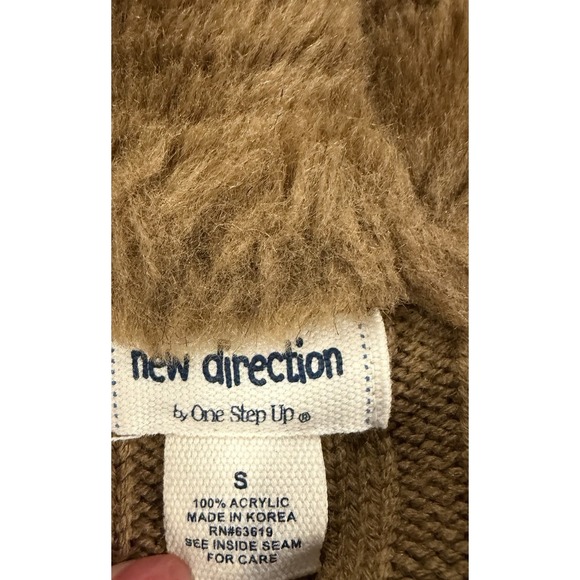 new direction
by One Step Up ®
S
100% ACRYLIC
MADE IN KOREA
RN#63619
SEE INSIDE SEAM
FOR CARE